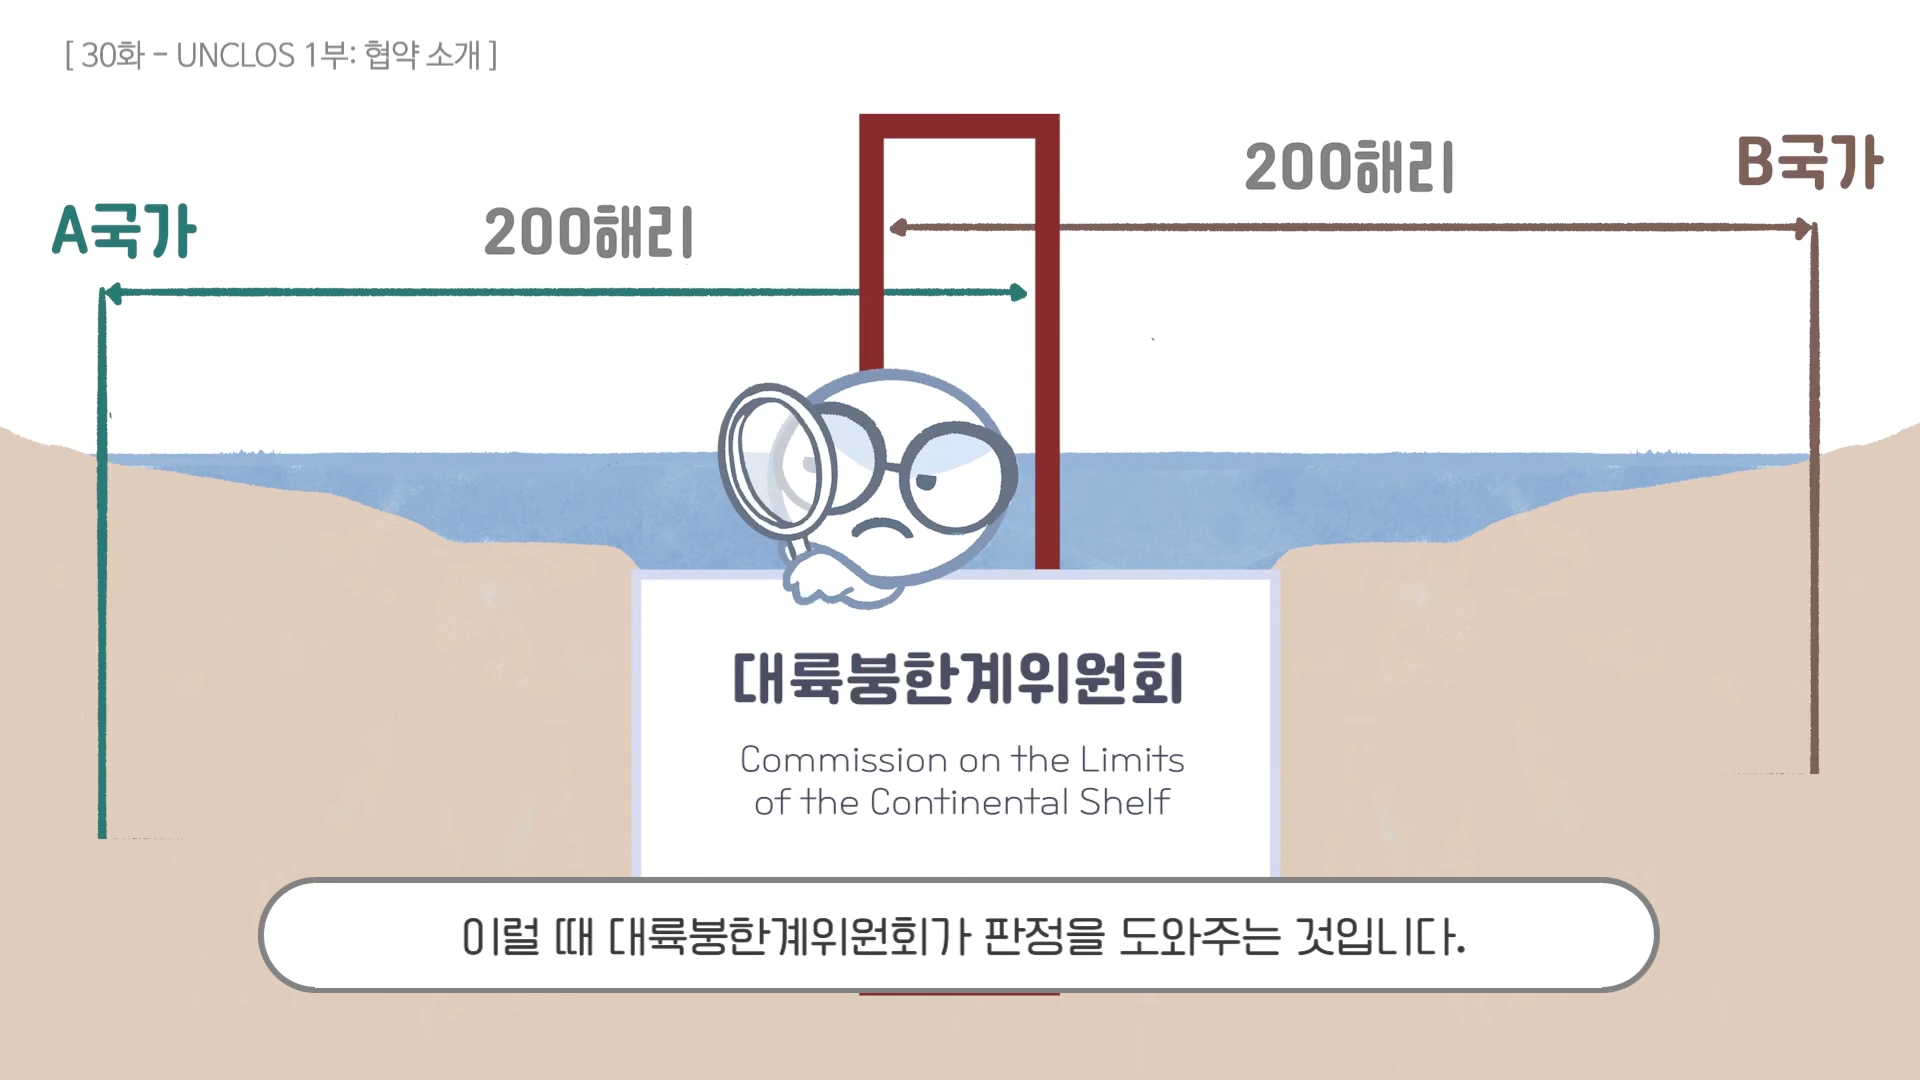 [ 30화 - UNCLOS 1부: 협약 소개 ]
200해리
B국가
A국가
200해리
대륙붕한계위원회
Commission on the Limits
of the Continental Shelf
이럴 때 대륙붕한계위원회가 판정을 도와주는 것입니다.